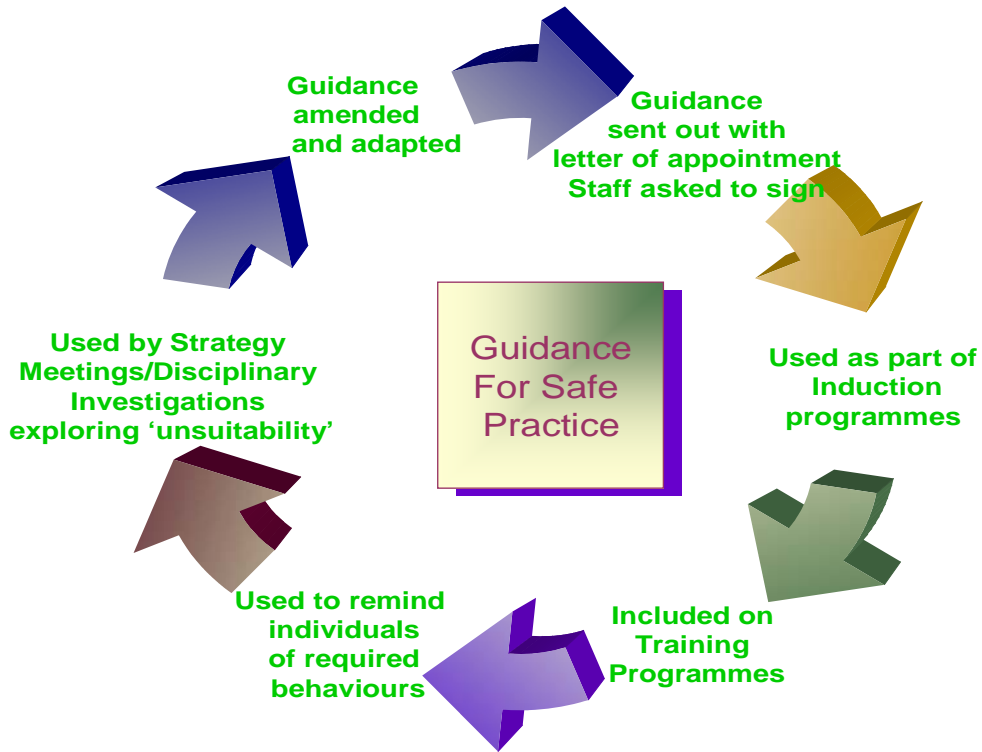 Guidance
amended
and adapted
Guidance
sent out with
letter of appointment
Staff asked to sign
Used as part of
Induction
programmes
Included on
Training
Programmes
Used to remind
individuals
of required
behaviours
Used by Strategy
Meetings/Disciplinary
Investigations
exploring ‘unsuitability’
Guidance
For Safe
Practice